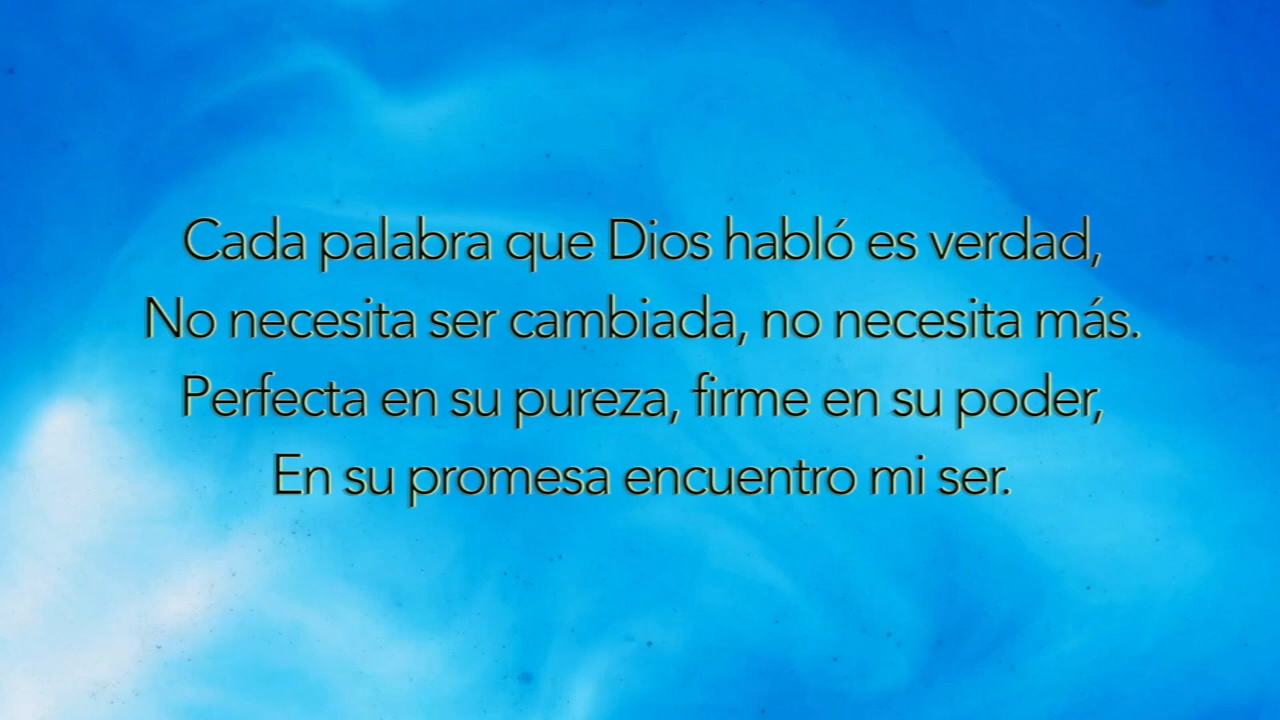 Cada palabra que Dios habló es verdad,
No necesita ser cambiada, no necesita más.
Perfecta en su pureza, firme en su poder,
En su promesa encuentro mi ser.